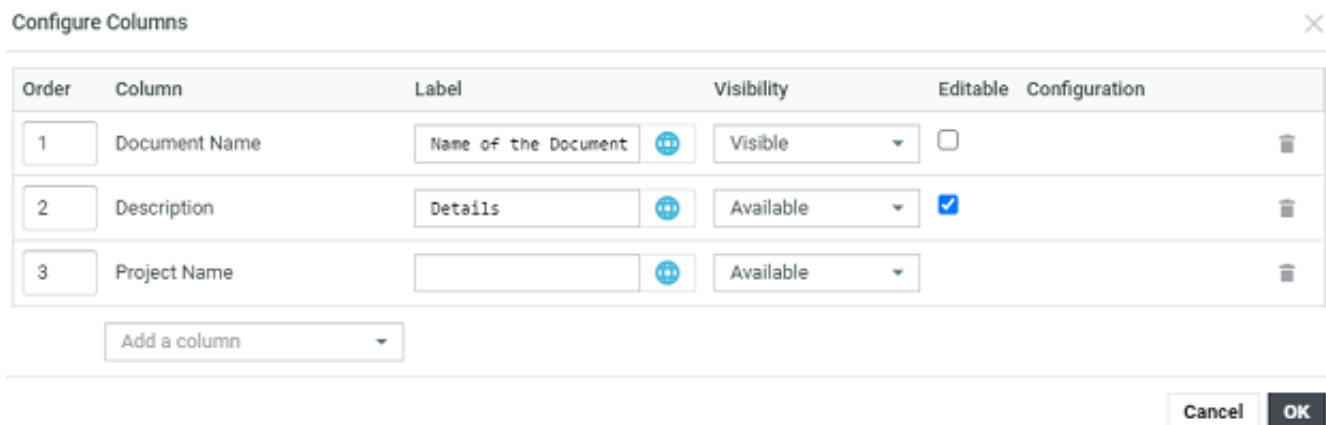 Configure Columns
Order Column Label Visibility Editable Configuration
1 Document Name Name of the Document Visible
2 Description Details Available
3 Project Name Available
Add a column
Cancel OK